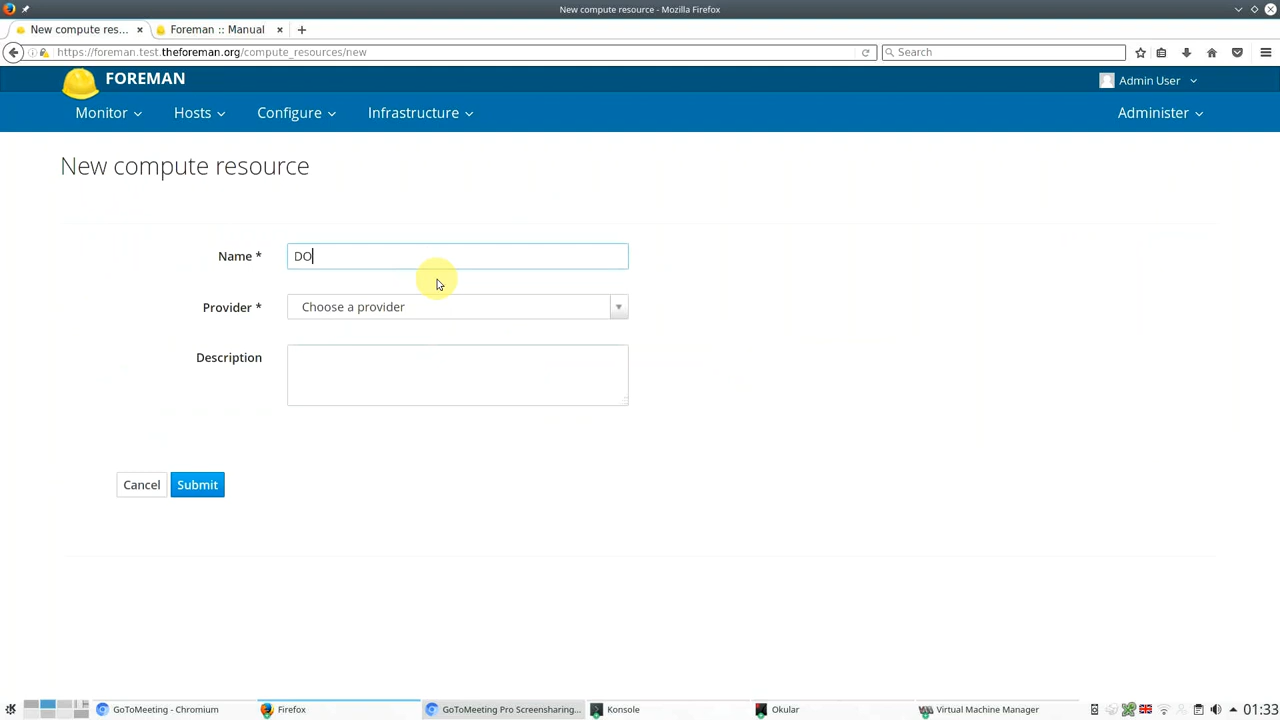 New compute resource - Mozilla Firefox
New compute res... × Foreman :: Manual × +
https://foreman.test.theforeman.org/compute_resources/new Search
FOREMAN Admin User
Monitor Hosts Configure Infrastructure Administer
New compute resource
Name * DO
Provider * Choose a provider
Description
Cancel Submit
GoToMeeting - Chromium Firefox GoToMeeting Pro Screensharing... Konsole Okular Virtual Machine Manager 01:33